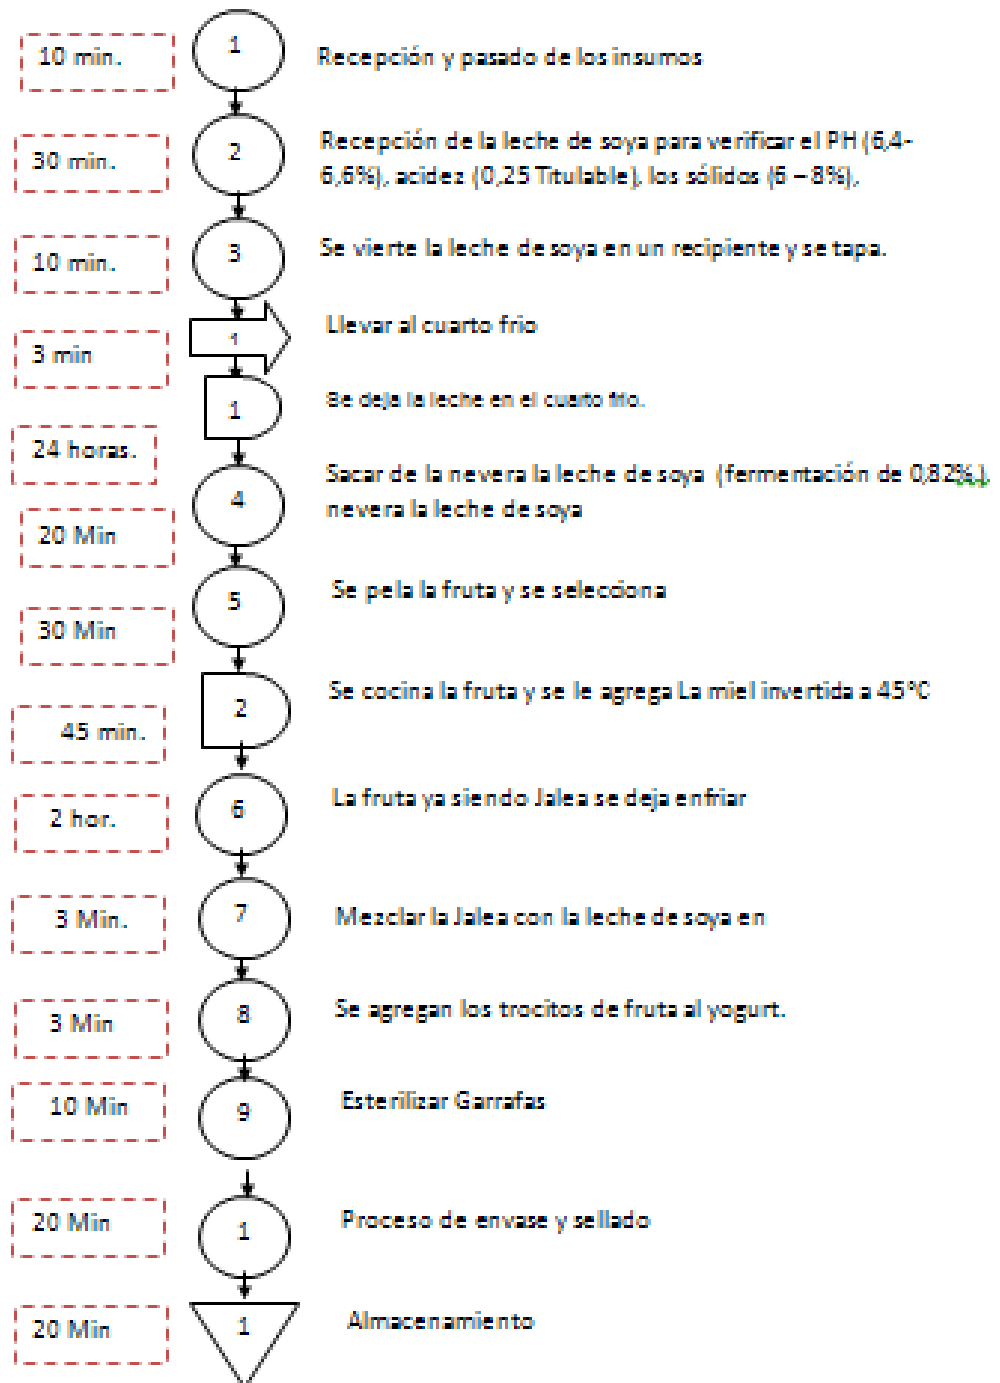 10 min.
1
Recepción y pasado de los insumos
30 min.
2
Recepción de la leche de soya para verificar el PH (6,4-
6,6%), acidez (0,25 Titulable), los sólidos (6 – 8%),
10 min.
3
Se vierte la leche de soya en un recipiente y se tapa.
3 min
1
Llevar al cuarto frio
24 horas.
1
Se deja la leche en el cuarto frio.
20 Min
4
Sacar de la nevera la leche de soya (fermentación de 0,82%.).
nevera la leche de soya
30 Min
5
Se pela la fruta y se selecciona
45 min.
2
Se cocina la fruta y se le agrega La miel invertida a 45°C
2 hor.
6
La fruta ya siendo Jalea se deja enfriar
3 Min.
7
Mezclar la Jalea con la leche de soya en
3 Min
8
Se agregan los trocitos de fruta al yogurt.
10 Min
9
Esterilizar Garrafas
20 Min
1
Proceso de envase y sellado
20 Min
1
Almacenamiento